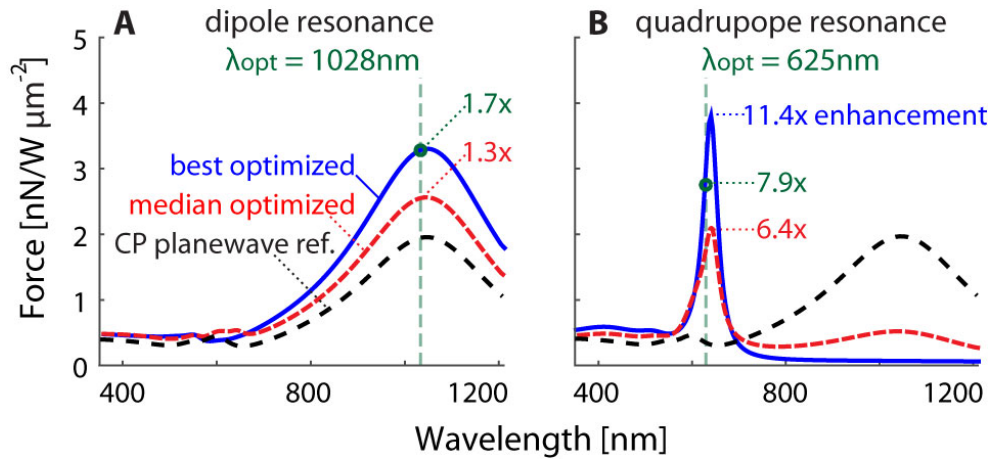 A dipole resonance
λopt = 1028nm
5
4
3
2
1
0
Force [nN/W μm⁻²]
1.7x
1.3x
best optimized
median optimized
CP planewave ref.
400
800
1200
B quadrupope resonance
λopt = 625nm
11.4x enhancement
7.9x
6.4x
400
800
1200
Wavelength [nm]